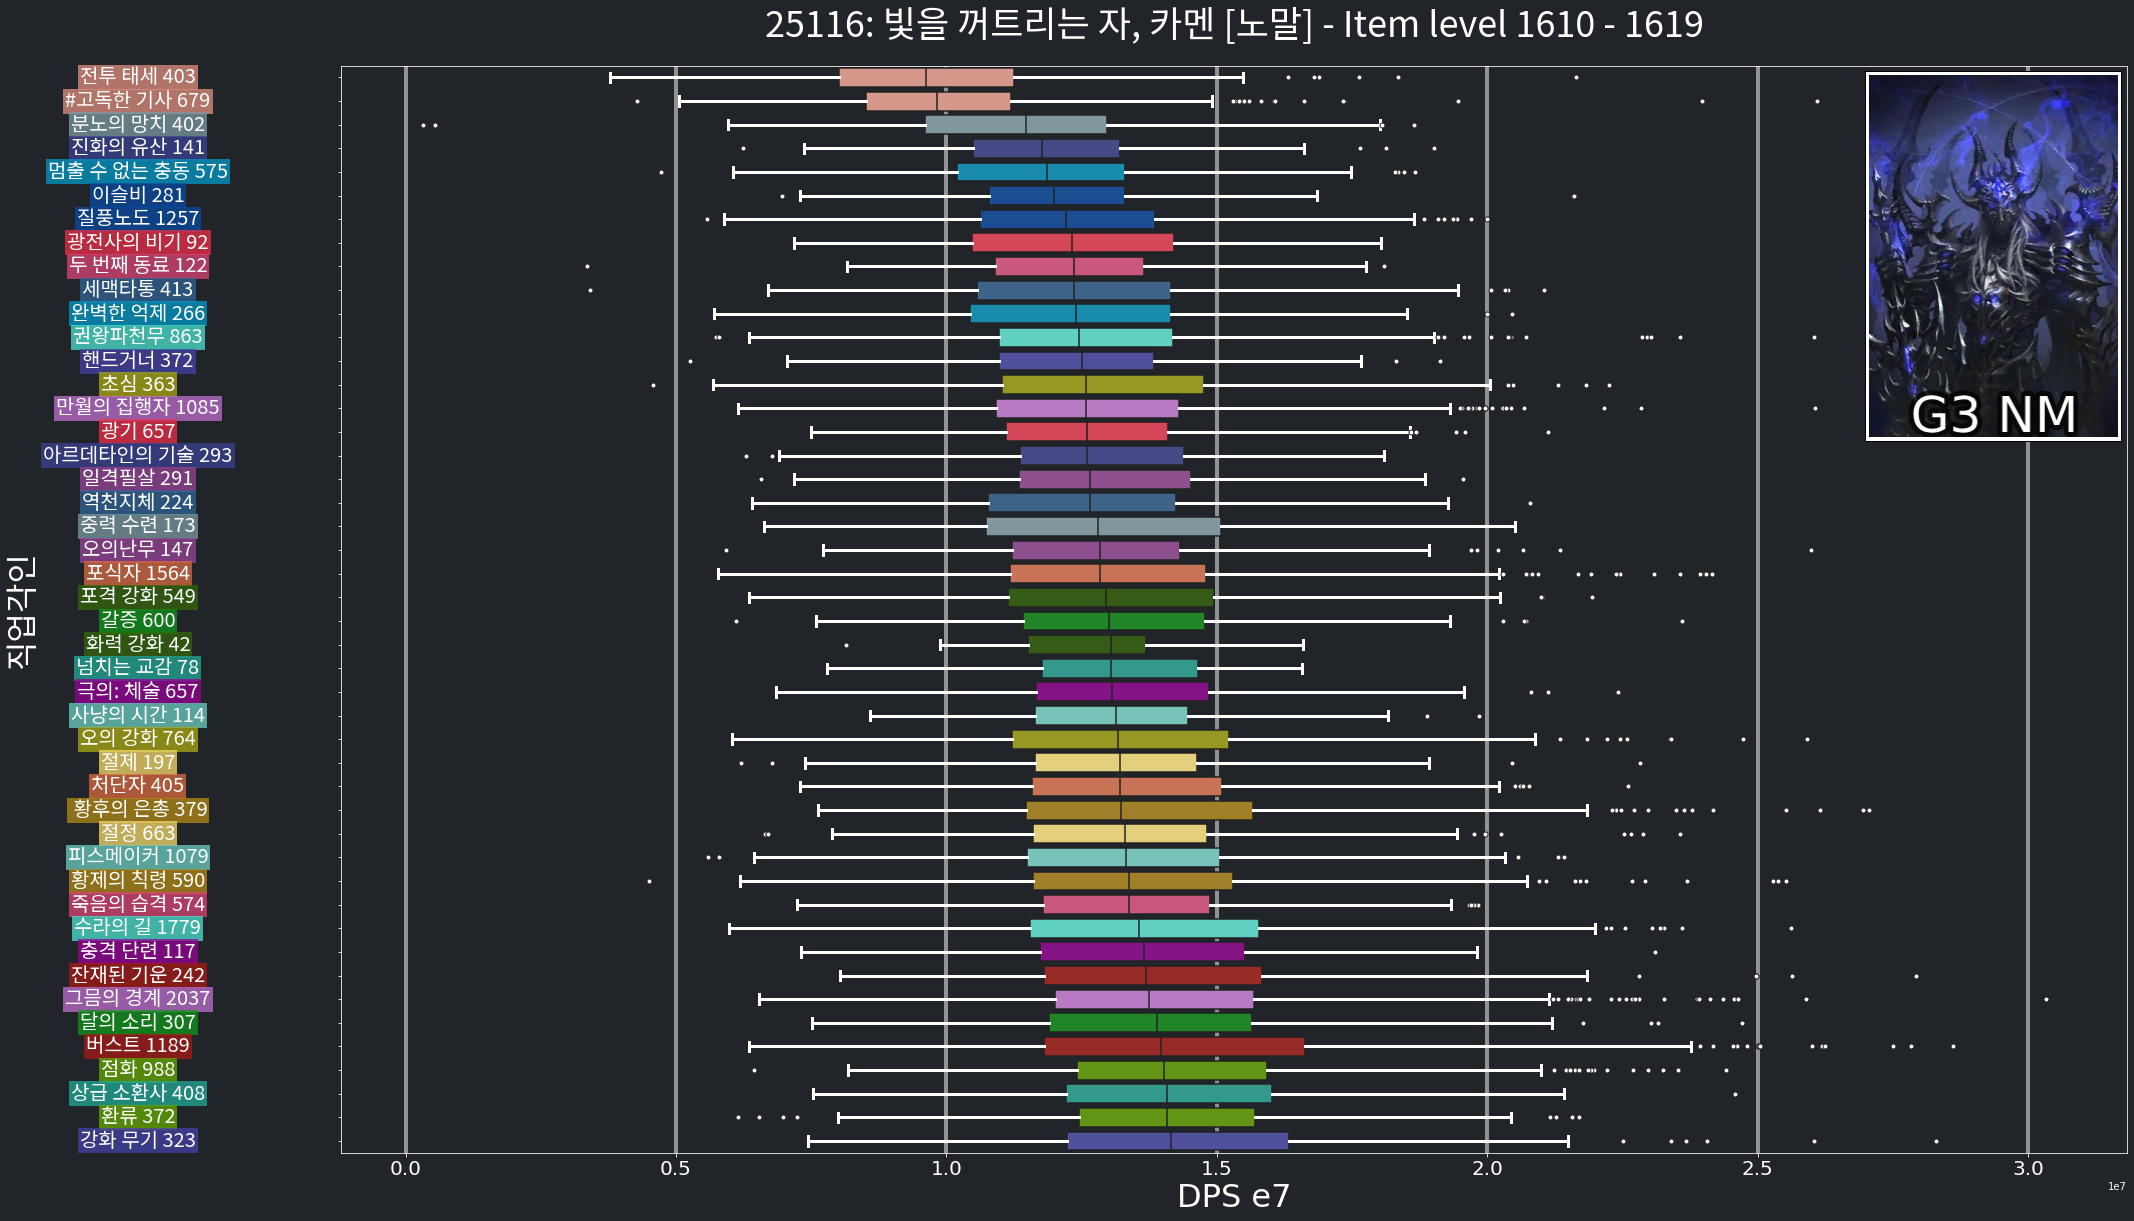 25116: 빛을 꺼트리는 자, 카멘 [노말] - Item level 1610 - 1619
전투 태세 403
#고독한 기사 679
분노의 망치 402
진화의 유산 141
멈출 수 없는 충동 575
이슬비 281
질풍노도 1257
광전사의 비기 92
두 번째 동료 122
세맥타통 413
완벽한 억제 266
권왕파천무 863
핸드거너 372
초심 363
만월의 집행자 1085
광기 657
아르데타인의 기술 293
일격필살 291
역천지체 224
중력 수련 173
오의난무 147
포식자 1564
포격 강화 549
갈증 600
화력 강화 42
넘치는 교감 78
극의: 체술 657
사냥의 시간 114
오의 강화 764
절제 197
처단자 405
황후의 은총 379
절정 663
피스메이커 1079
황제의 칙령 590
죽음의 습격 574
수라의 길 1779
충격 단련 117
잔재된 기운 242
그믐의 경계 2037
달의 소리 307
버스트 1189
점화 988
상급 소환사 408
환류 372
강화 무기 323
직업각인
G3 NM
0.0 0.5 1.0 1.5 2.0 2.5 3.0
1e7
DPS e7